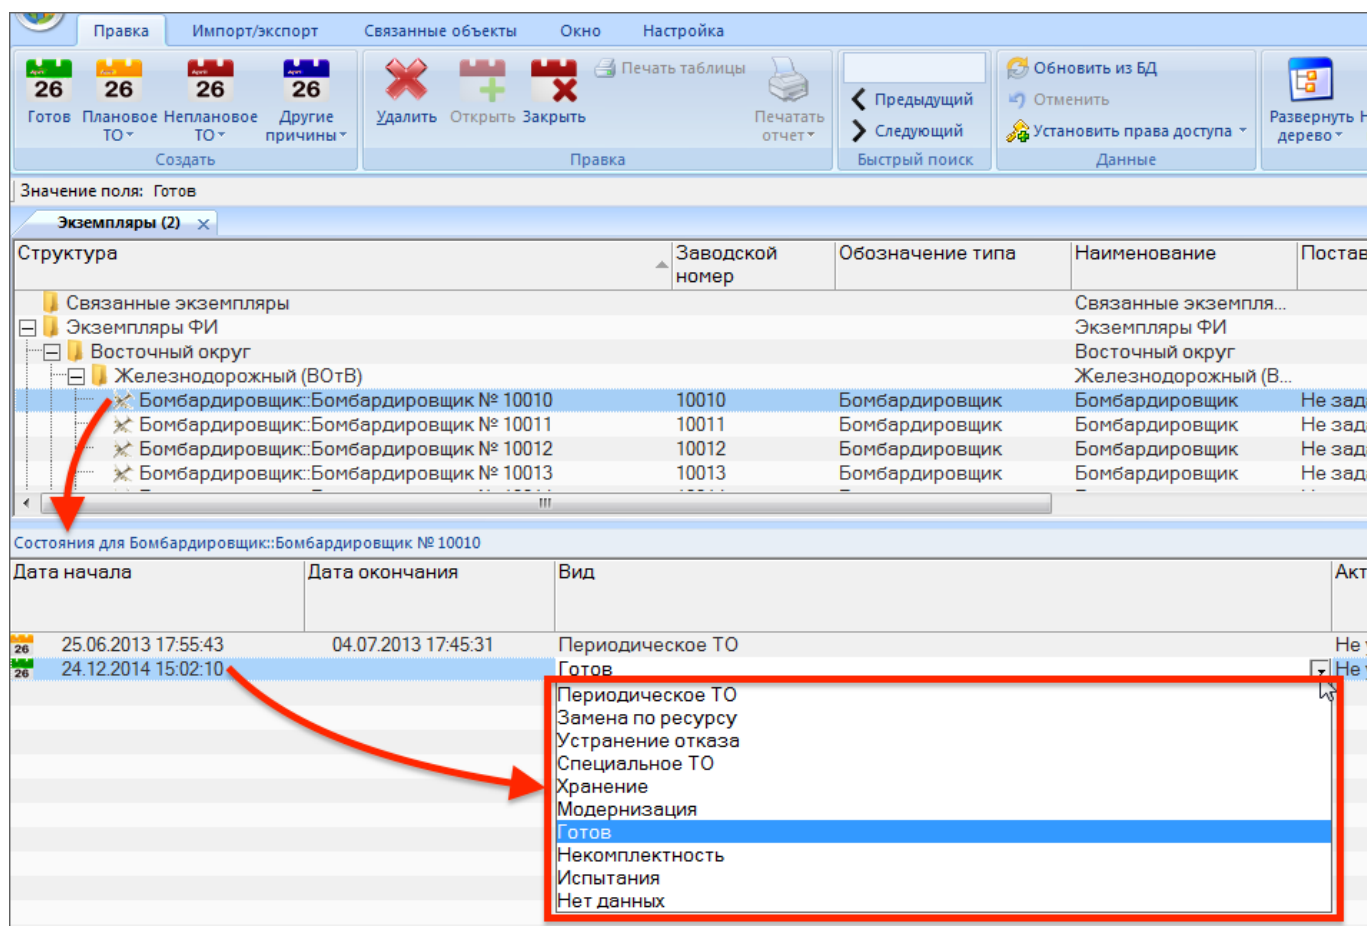 Правка Импорт/экспорт Связанные объекты Окно Настройка
26 26 26 26
Готов Плановое ТО Неплановое ТО Другие причины
Удалить Открыть Закрыть
Печать таблицы
Печатать отчет
Предыдущий
Следующий
Обновить из БД
Отменить
Установить права доступа
Развернуть дерево
Создать Правка Быстрый поиск Данные
Значение поля: Готов
Экземпляры (2)
Структура Заводской номер Обозначение типа Наименование Постав
Связанные экземпляры Связанные экземпля...
Экземпляры ФИ Экземпляры ФИ
Восточный округ Восточный округ
Железнодорожный (ВОтВ) Железнодорожный (В...
Бомбардировщик::Бомбардировщик № 10010 10010 Бомбардировщик Бомбардировщик Не зад
Бомбардировщик::Бомбардировщик № 10011 10011 Бомбардировщик Бомбардировщик Не зад
Бомбардировщик::Бомбардировщик № 10012 10012 Бомбардировщик Бомбардировщик Не зад
Бомбардировщик::Бомбардировщик № 10013 10013 Бомбардировщик Бомбардировщик Не зад
Состояния для Бомбардировщик::Бомбардировщик № 10010
Дата начала Дата окончания Вид Акт
26 25.06.2013 17:55:43 04.07.2013 17:45:31 Периодическое ТО Не
26 24.12.2014 15:02:10 Готов Не
Периодическое ТО
Замена по ресурсу
Устранение отказа
Специальное ТО
Хранение
Модернизация
Готов
Некомплектность
Испытания
Нет данных